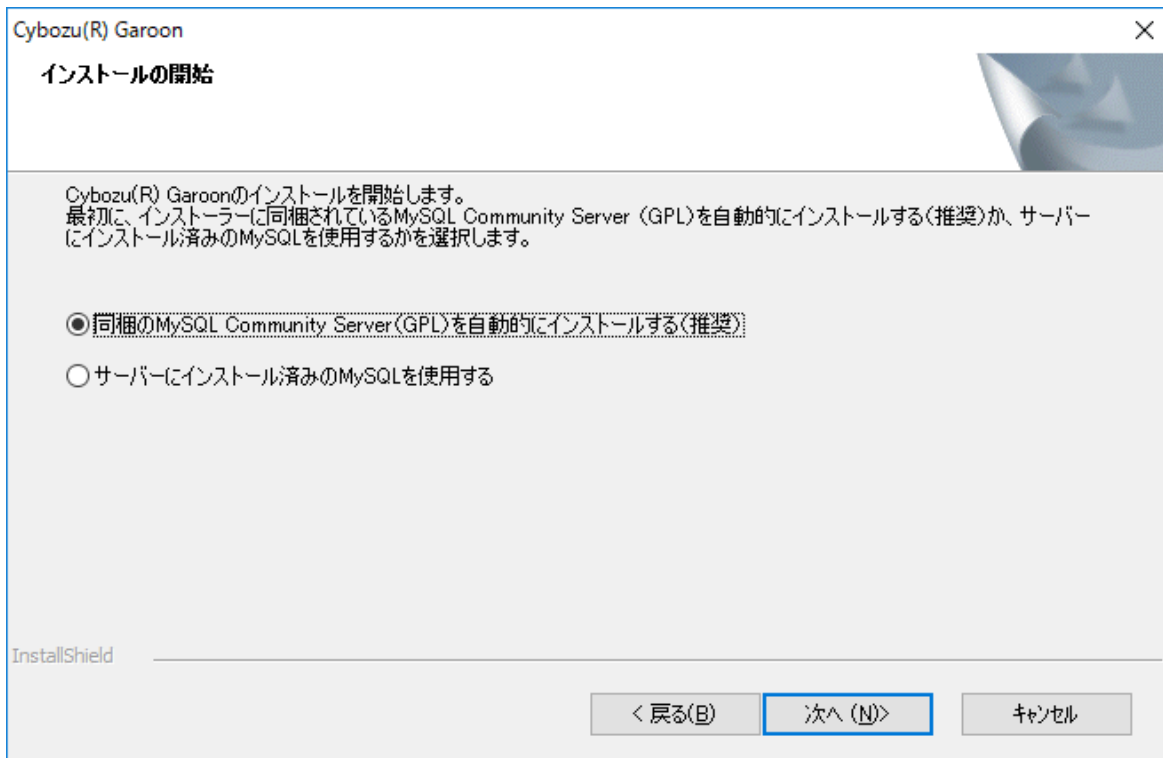 Cybozu(R) Garoon
インストールの開始
Cybozu(R) Garoonのインストールを開始します。
最初に、インストーラーに同梱されているMySQL Community Server (GPL)を自動的にインストールする(推奨)か、サーバー
にインストール済みのMySQLを使用するかを選択します。
同梱のMySQL Community Server(GPL)を自動的にインストールする(推奨)
サーバーにインストール済みのMySQLを使用する
InstallShield
< 戻る(B) 次へ (N)> キャンセル